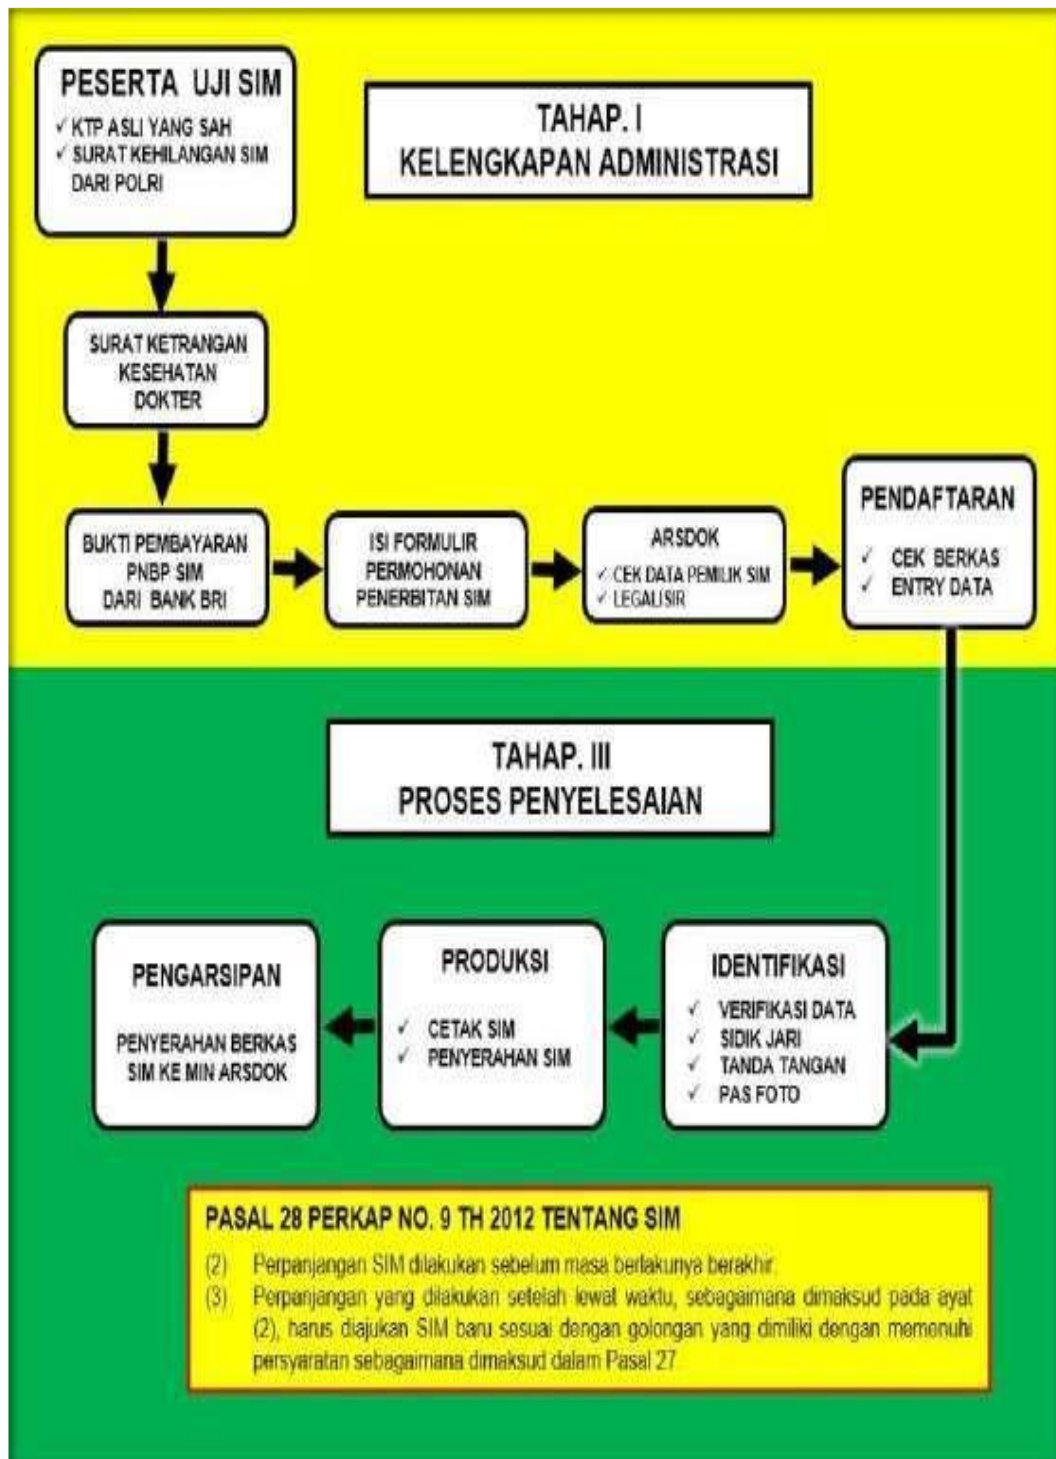 PESERTA UJI SIM
✓ KTP ASLI YANG SAH
✓ SURAT KEHILANGAN SIM
DARI POLRI
TAHAP. I
KELENGKAPAN ADMINISTRASI
SURAT KETRANGAN
KESEHATAN
DOKTER
BUKTI PEMBAYARAN
PNBP SIM
DARI BANK BRI
ISI FORMULIR
PERMOHONAN
PENERBITAN SIM
ARSDOK
✓ CEK DATA PEMILIK SIM
✓ LEGALISIR
PENDAFTARAN
✓ CEK BERKAS
✓ ENTRY DATA
TAHAP. III
PROSES PENYELESAIAN
PENGARSIPAN
PENYERAHAN BERKAS
SIM KE MIN ARSDOK
PRODUKSI
✓ CETAK SIM
✓ PENYERAHAN SIM
IDENTIFIKASI
✓ VERIFIKASI DATA
✓ SIDIK JARI
✓ TANDA TANGAN
✓ PAS FOTO
PASAL 28 PERKAP NO. 9 TH 2012 TENTANG SIM
(2) Perpanjangan SIM dilakukan sebelum masa berlakunya berakhir.
(3) Perpanjangan yang dilakukan setelah lewat waktu, sebagaimana dimaksud pada ayat
(2), harus diajukan SIM baru sesuai dengan golongan yang dimiliki dengan memenuhi
persyaratan sebagaimana dimaksud dalam Pasal 27